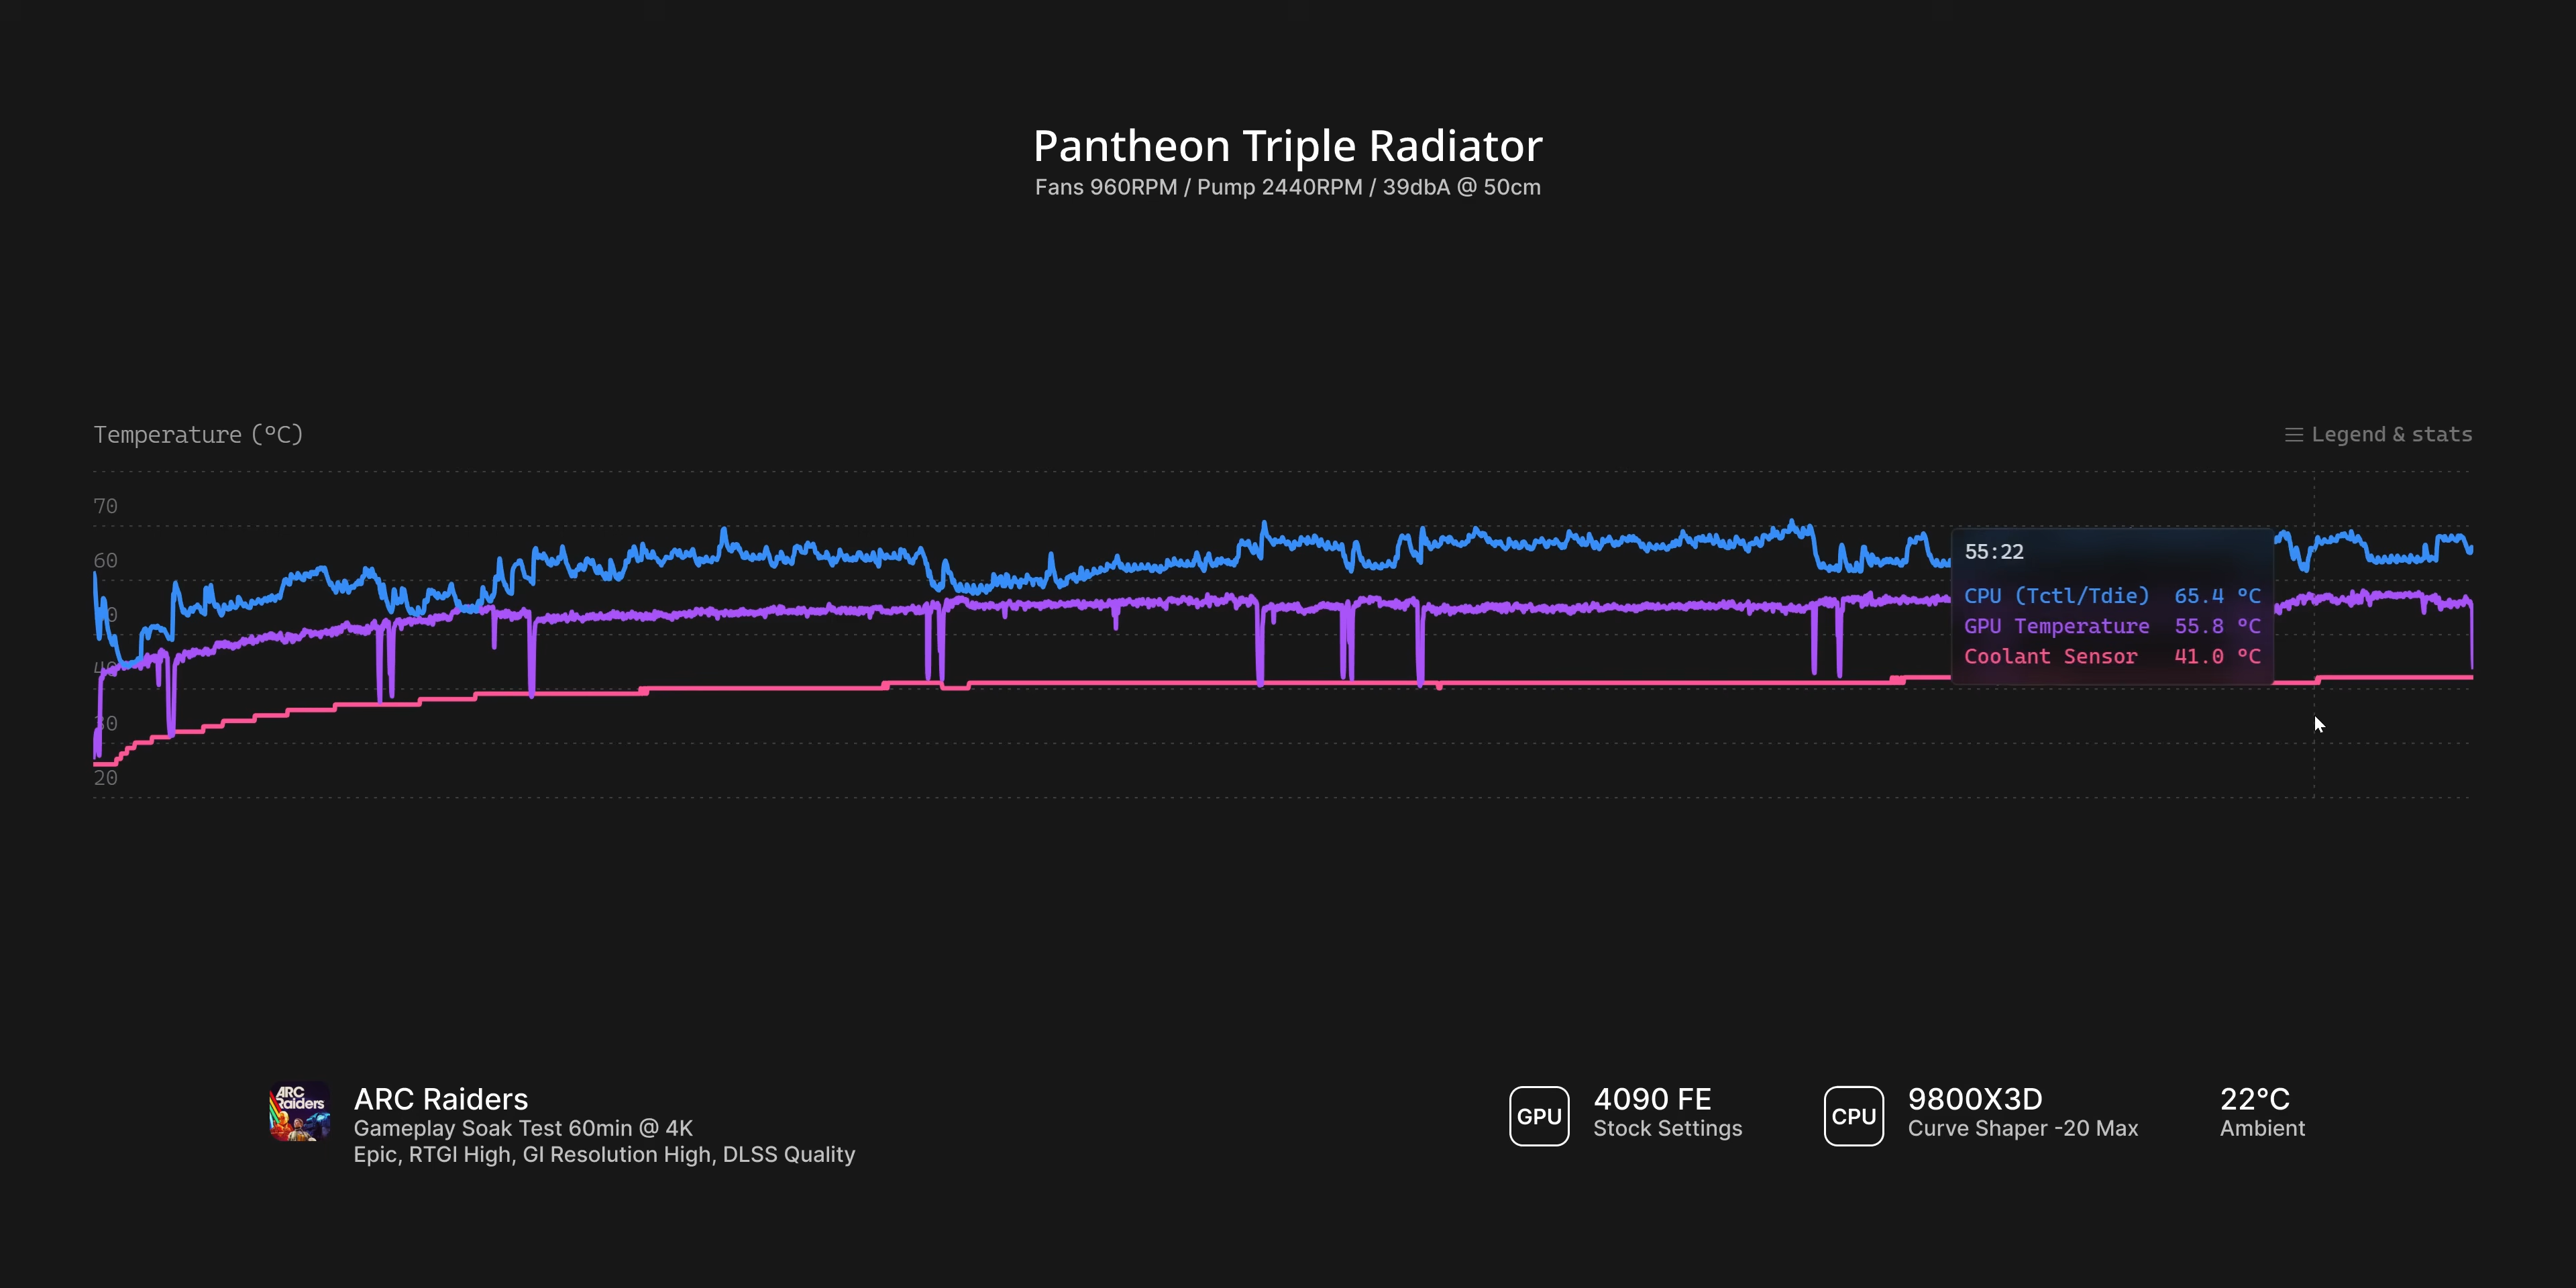 Pantheon Triple Radiator
Fans 960RPM / Pump 2440RPM / 39dbA @ 50cm
Temperature (°C)
Legend & stats
70
60
40
30
20
55:22
CPU (Tctl/Tdie) 65.4 °C
GPU Temperature 55.8 °C
Coolant Sensor 41.0 °C
ARC
Raiders
ARC Raiders
Gameplay Soak Test 60min @ 4K
Epic, RTGI High, GI Resolution High, DLSS Quality
GPU
4090 FE
Stock Settings
CPU
9800X3D
Curve Shaper -20 Max
22°C
Ambient